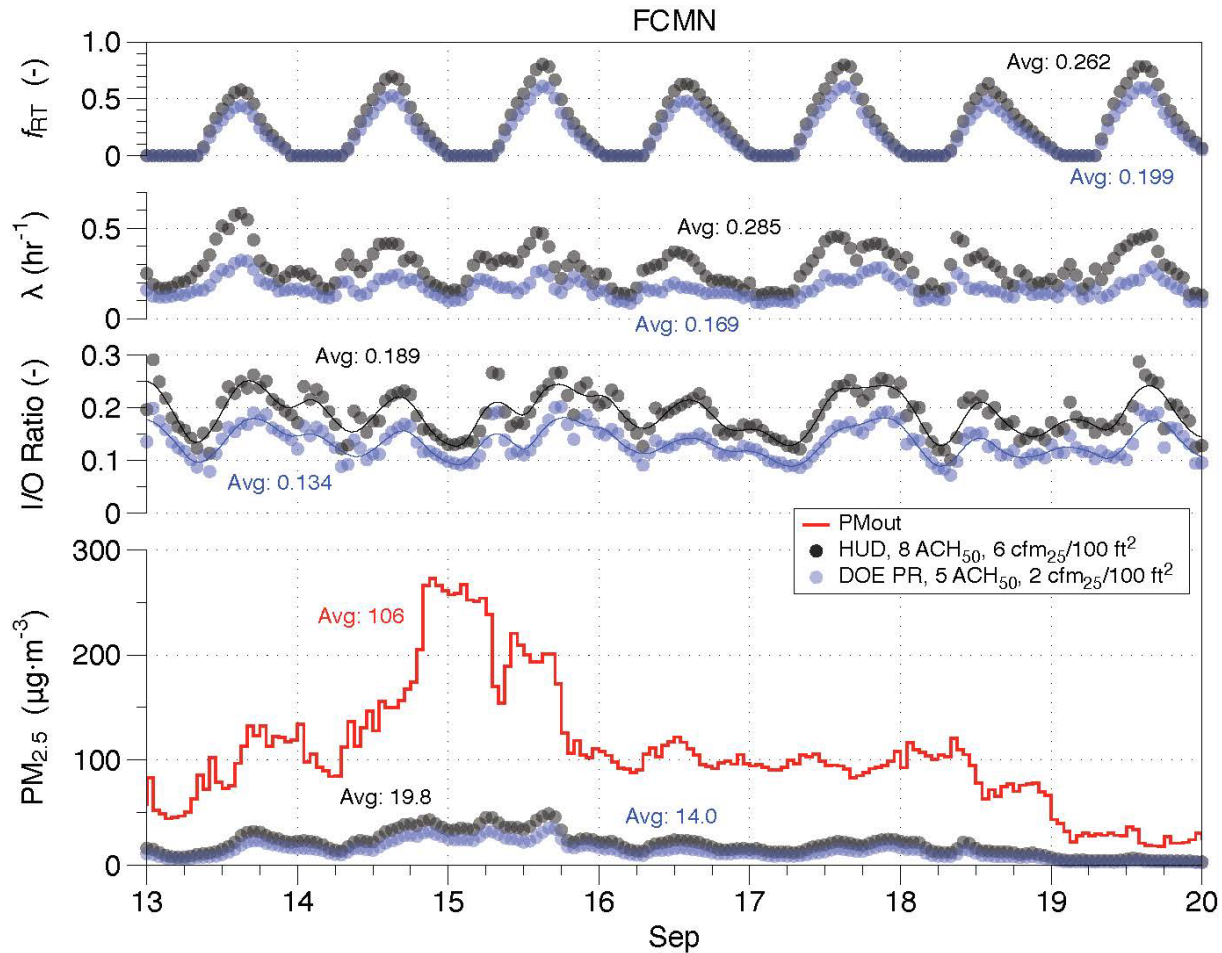 FCMN
1.0
0.5
0
f_RT (-)
Avg: 0.262
Avg: 0.199
0.5
0
λ (hr⁻¹)
Avg: 0.285
Avg: 0.169
0.3
0.2
0.1
0
I/O Ratio (-)
Avg: 0.189
Avg: 0.134
PMout
HUD, 8 ACH₅₀, 6 cfm₂₅/100 ft²
DOE PR, 5 ACH₅₀, 2 cfm₂₅/100 ft²
300
200
100
0
PM₂.₅ (µg·m⁻³)
Avg: 106
Avg: 19.8
Avg: 14.0
13 14 15 16 17 18 19 20
Sep